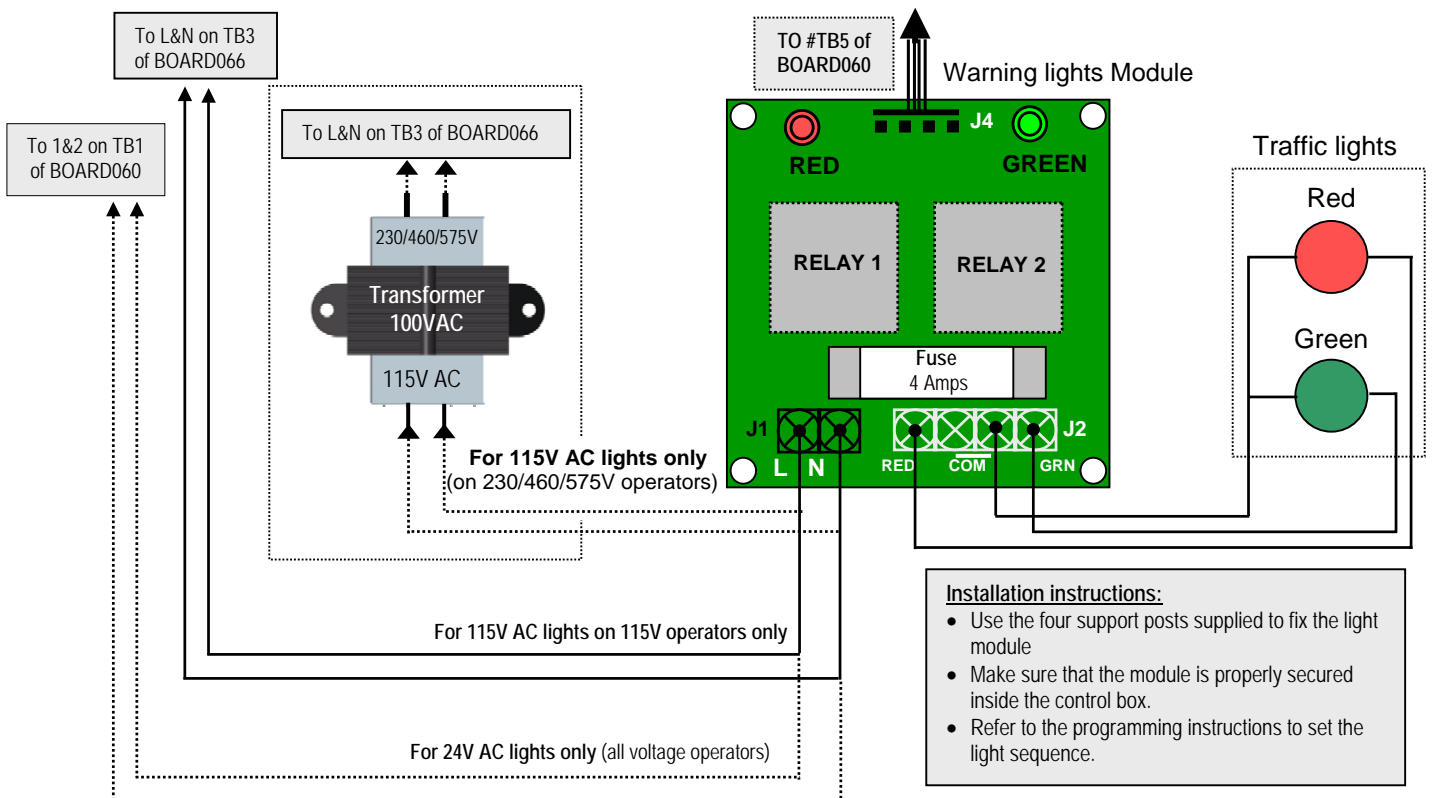 To L&N on TB3
of BOARD066
To 1&2 on TB1
of BOARD060
To L&N on TB3 of BOARD066
230/460/575V
Transformer
100VAC
115V AC
For 115V AC lights only
(on 230/460/575V operators)
For 115V AC lights on 115V operators only
For 24V AC lights only (all voltage operators)
TO #TB5 of
BOARD060
Warning lights Module
J4
RED
GREEN
RELAY 1
RELAY 2
Fuse
4 Amps
J1
J2
L N
RED
COM
GRN
Traffic lights
Red
Green
Installation instructions:
• Use the four support posts supplied to fix the light
module
• Make sure that the module is properly secured
inside the control box.
• Refer to the programming instructions to set the
light sequence.